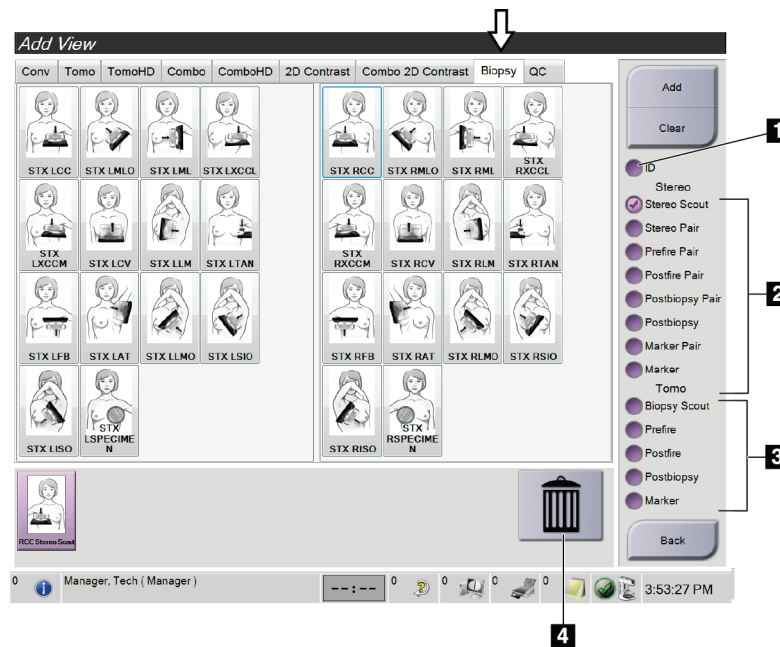 Add View
Conv Tomo TomoHD Combo ComboHD 2D Contrast Combo 2D Contrast Biopsy QC
STX LCC STX LMLO STX LML STX LXCCL
STX RCC STX RMLO STX RML STX
RXCCL
STX
LXCCM STX LCV STX LLM STX LTAN
STX
RXCCM STX RCV STX RLM STX RTAN
STX LFB STX LAT STX LLMO STX LSIO
STX RFB STX RAT STX RLMO STX RSIO
STX LISO STX
LSPECIME
N
STX RISO STX
RSPECIME
N
RCC Stereo Scout
Add
Clear
ID
Stereo
Stereo Scout
Stereo Pair
Prefire Pair
Postfire Pair
Postbiopsy Pair
Postbiopsy
Marker Pair
Marker
Tomo
Biopsy Scout
Prefire
Postfire
Postbiopsy
Marker
Back
1
2
3
0 Manager, Tech ( Manager ) --:-- 0 0 0 0 3:53:27 PM
4